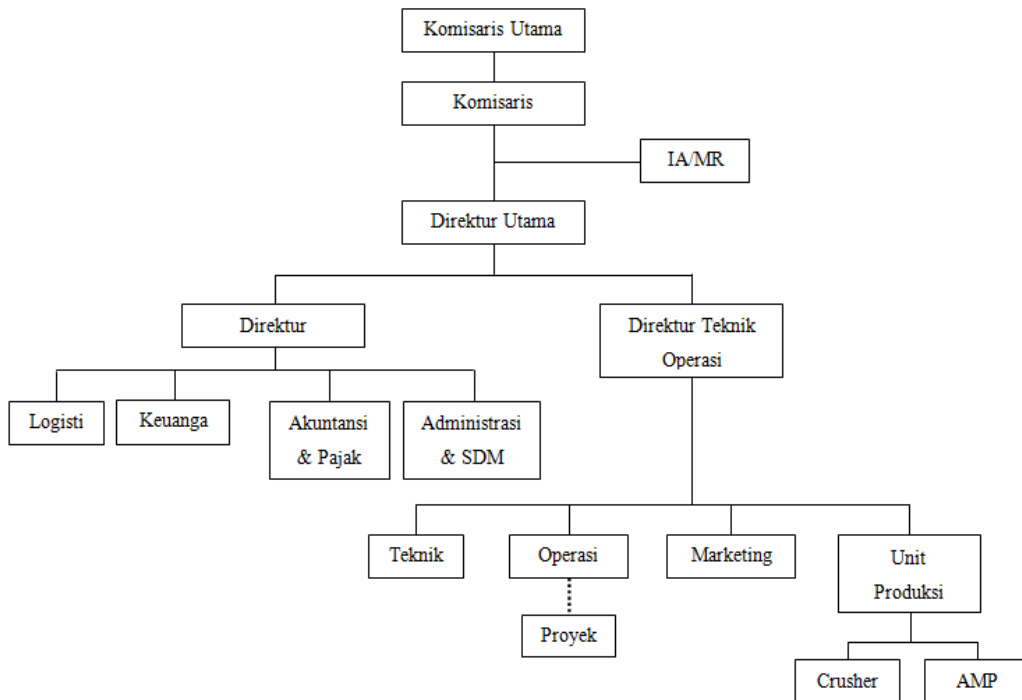 Komisaris Utama
Komisaris
IA/MR
Direktur Utama
Direktur
Direktur Teknik
Operasi
Logisti
Keuanga
Akuntansi
& Pajak
Administrasi
& SDM
Teknik
Operasi
Marketing
Unit
Produksi
Proyek
Crusher
AMP